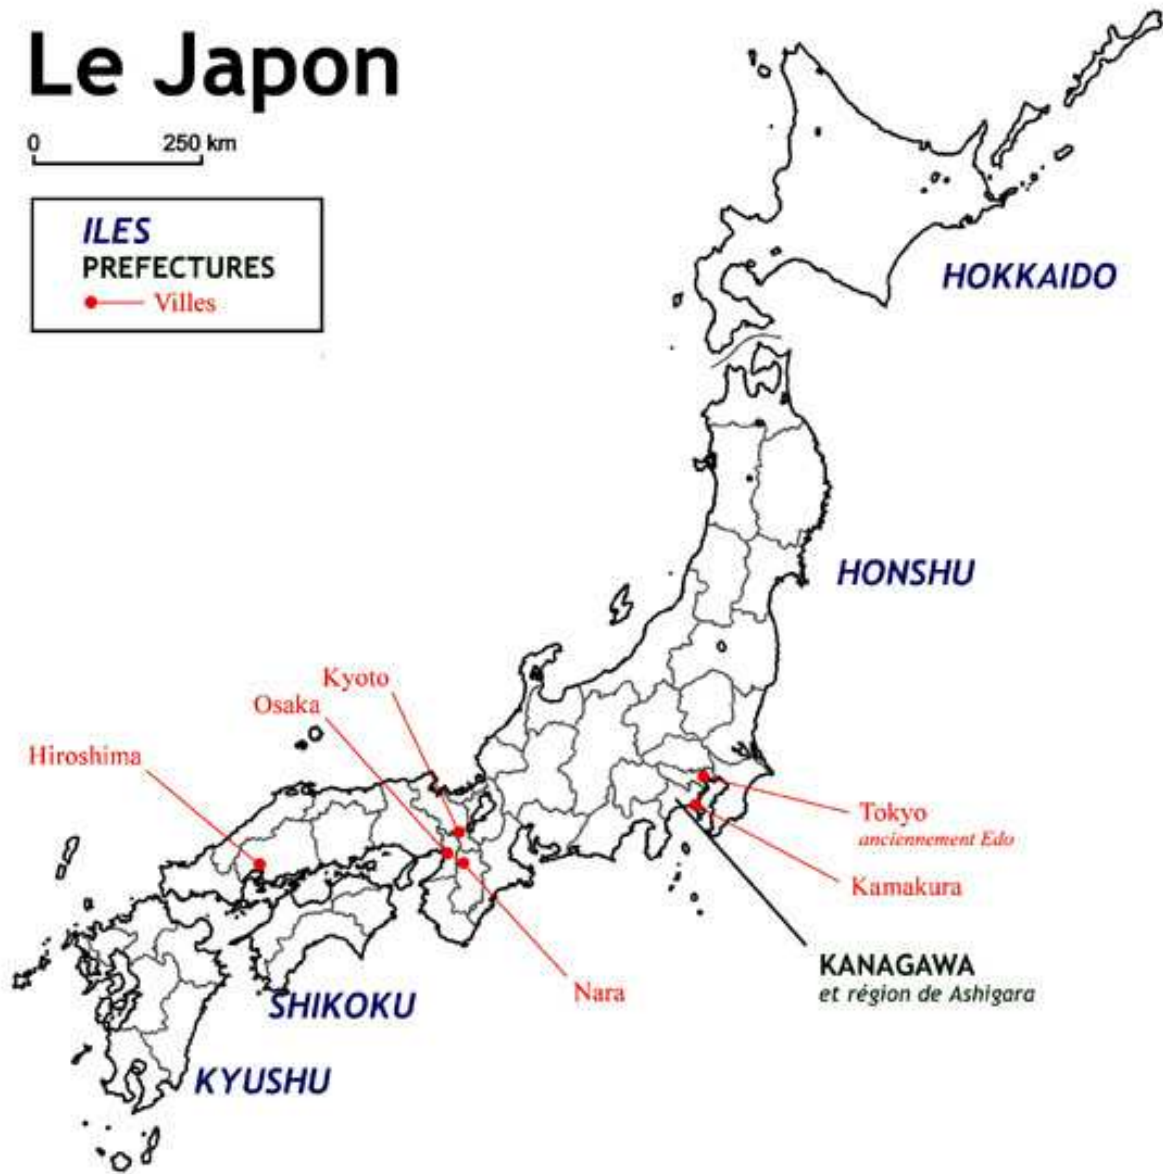 Le Japon
0 250 km
ILES
PREFECTURES
Villes
HOKKAIDO
HONSHU
Kyoto
Osaka
Hiroshima
Tokyo
anciennement Edo
Kamakura
KANAGAWA
et région de Ashigara
Nara
SHIKOKU
KYUSHU